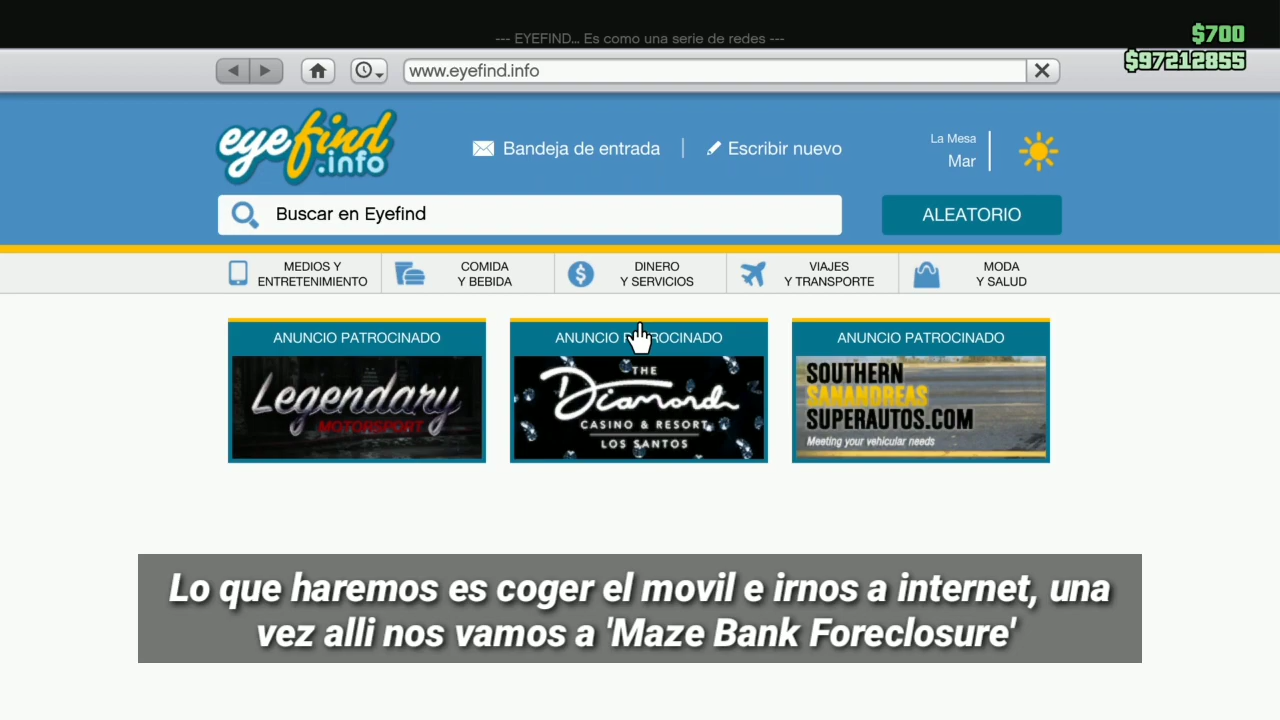 --- EYEFIND... Es como una serie de redes ---
$700
$97212855
www.eyefind.info
eyefind
.info
Bandeja de entrada
Escribir nuevo
La Mesa
Mar
Buscar en Eyefind
ALEATORIO
MEDIOS Y
ENTRETENIMIENTO
COMIDA
Y BEBIDA
DINERO
Y SERVICIOS
VIAJES
Y TRANSPORTE
MODA
Y SALUD
ANUNCIO PATROCINADO
Legendary
MOTORSPORT
ANUNCIO PATROCINADO
THE
Diamond
CASINO & RESORT
LOS SANTOS
ANUNCIO PATROCINADO
SOUTHERN
SANANDREAS
SUPERAUTOS.COM
Meeting your vehicular needs
Lo que haremos es coger el movil e irnos a internet, una
vez alli nos vamos a 'Maze Bank Foreclosure'